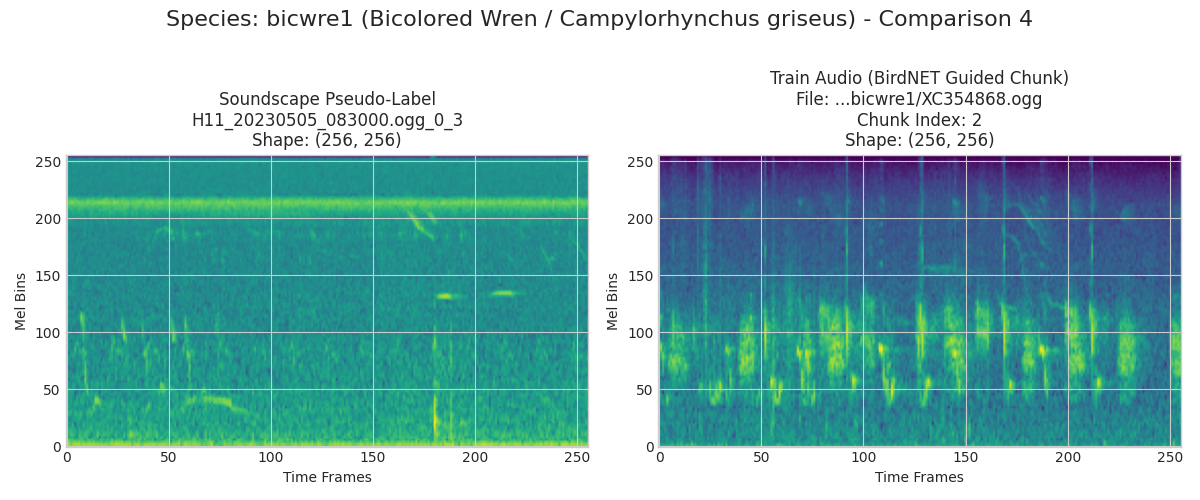 Species: bicwre1 (Bicolored Wren / Campylorhynchus griseus) - Comparison 4
Soundscape Pseudo-Label
H11_20230505_083000.ogg_0_3
Shape: (256, 256)
250
200
150
100
50
0
Mel Bins
0 50 100 150 200 250
Time Frames
Train Audio (BirdNET Guided Chunk)
File: ...bicwre1/XC354868.ogg
Chunk Index: 2
Shape: (256, 256)
250
200
150
100
50
0
Mel Bins
0 50 100 150 200 250
Time Frames